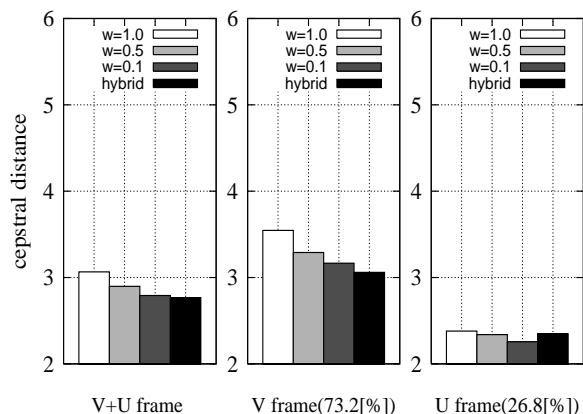 w=1.0
w=0.5
w=0.1
hybrid
w=1.0
w=0.5
w=0.1
hybrid
w=1.0
w=0.5
w=0.1
hybrid
6
5
4
3
2
6
5
4
3
2
6
5
4
3
2
cepstral distance
V+U frame
V frame(73.2[%])
U frame(26.8[%])